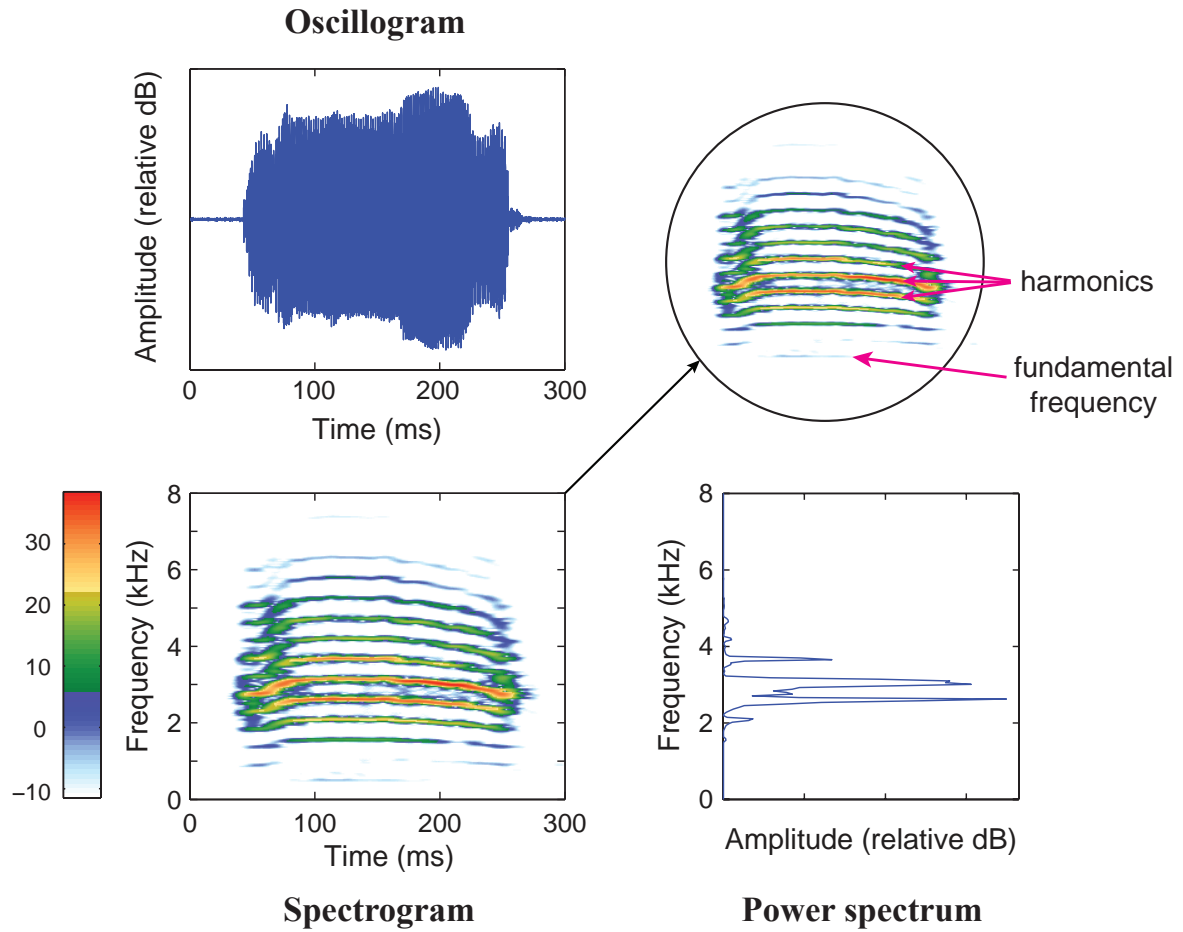 Oscillogram
Amplitude (relative dB)
0 100 200 300
Time (ms)
harmonics
fundamental
frequency
30
20
10
0
−10
Frequency (kHz)
8
6
4
2
0
0 100 200 300
Time (ms)
Spectrogram
Frequency (kHz)
8
6
4
2
0
Amplitude (relative dB)
Power spectrum